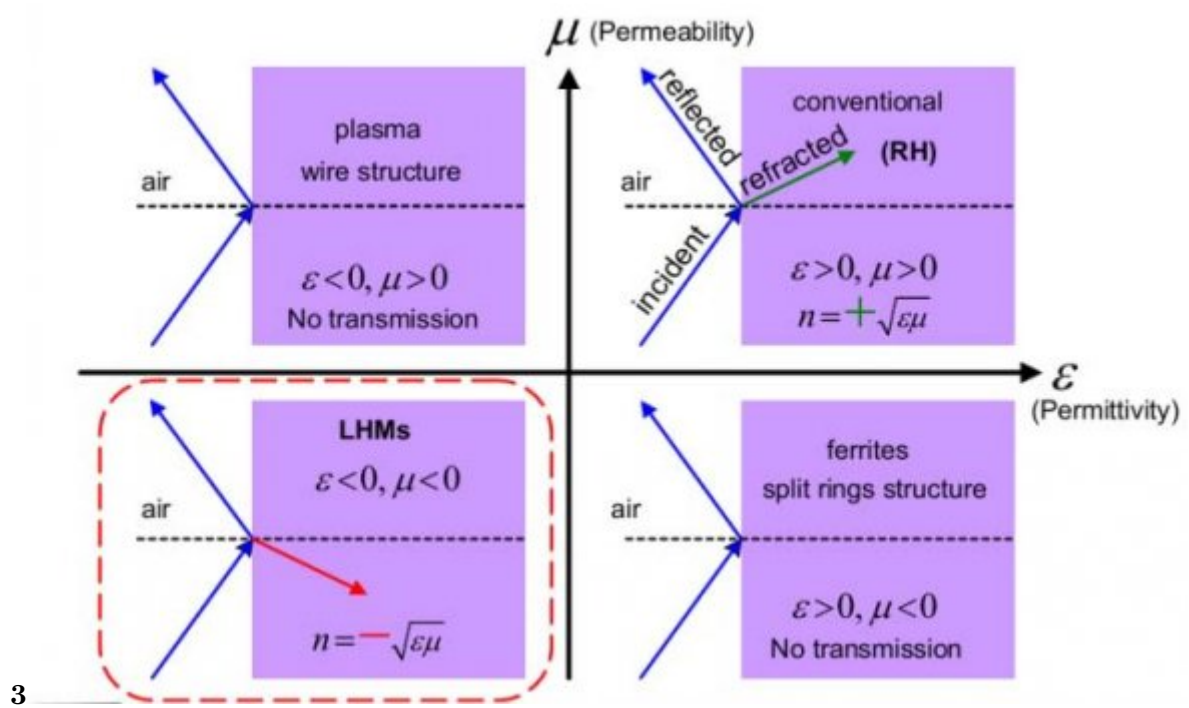 μ (Permeability)
plasma
wire structure
air
ε<0, μ>0
No transmission
reflected
refracted
incident
air
conventional
(RH)
ε>0, μ>0
n=+√εμ
ε
(Permittivity)
LHMs
ε<0, μ<0
air
n=−√εμ
ferrites
split rings structure
air
ε>0, μ<0
No transmission
3